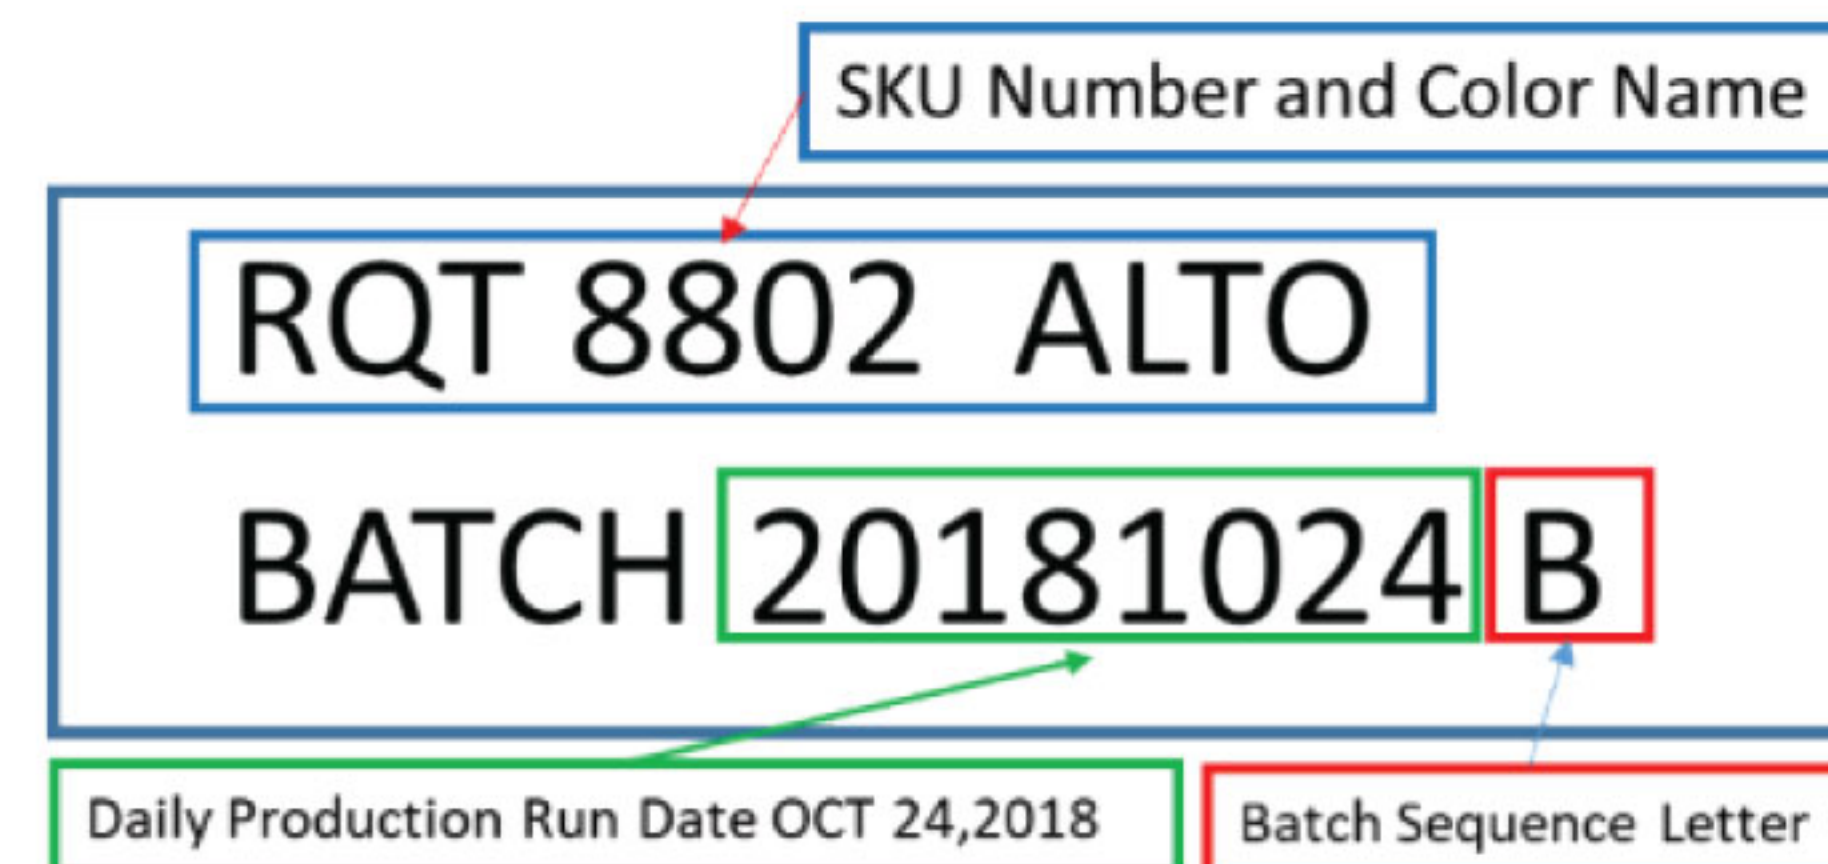 SKU Number and Color Name
RQT 8802 ALTO
BATCH 20181024 B
Daily Production Run Date OCT 24,2018
Batch Sequence Letter